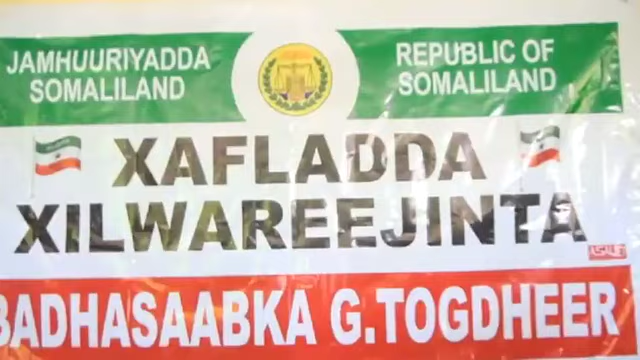 JAMHUURIYADDA
SOMALILAND
REPUBLIC OF
SOMALILAND
XAFLADDA
XILWAREEJINTA
BADHASAABKA G.TOGDHEER